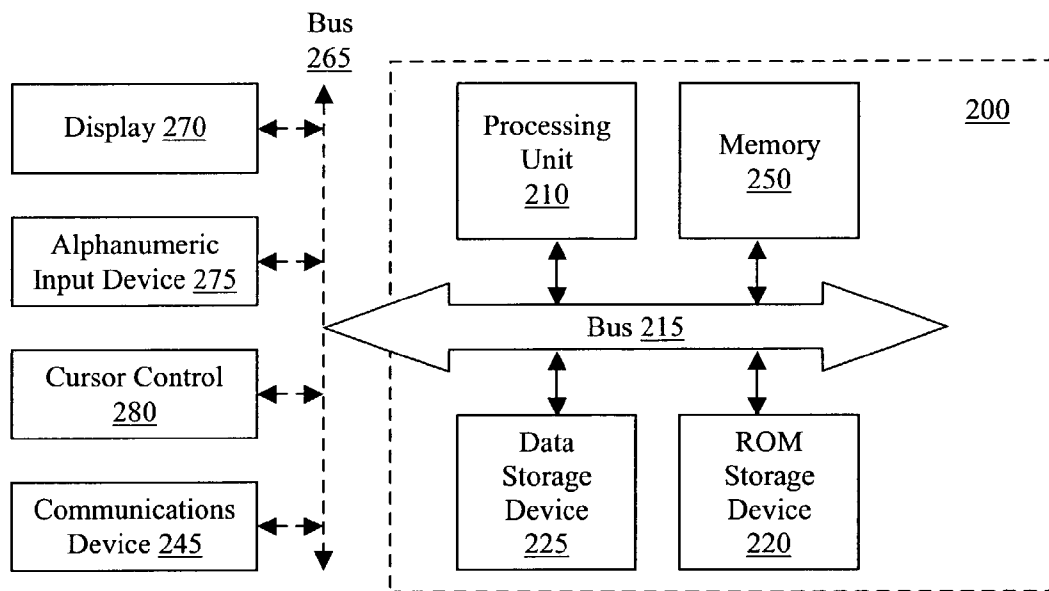 Bus
265
200
Display 270
Processing
Unit
210
Memory
250
Alphanumeric
Input Device 275
Bus 215
Cursor Control
280
Data
Storage
Device
225
ROM
Storage
Device
220
Communications
Device 245